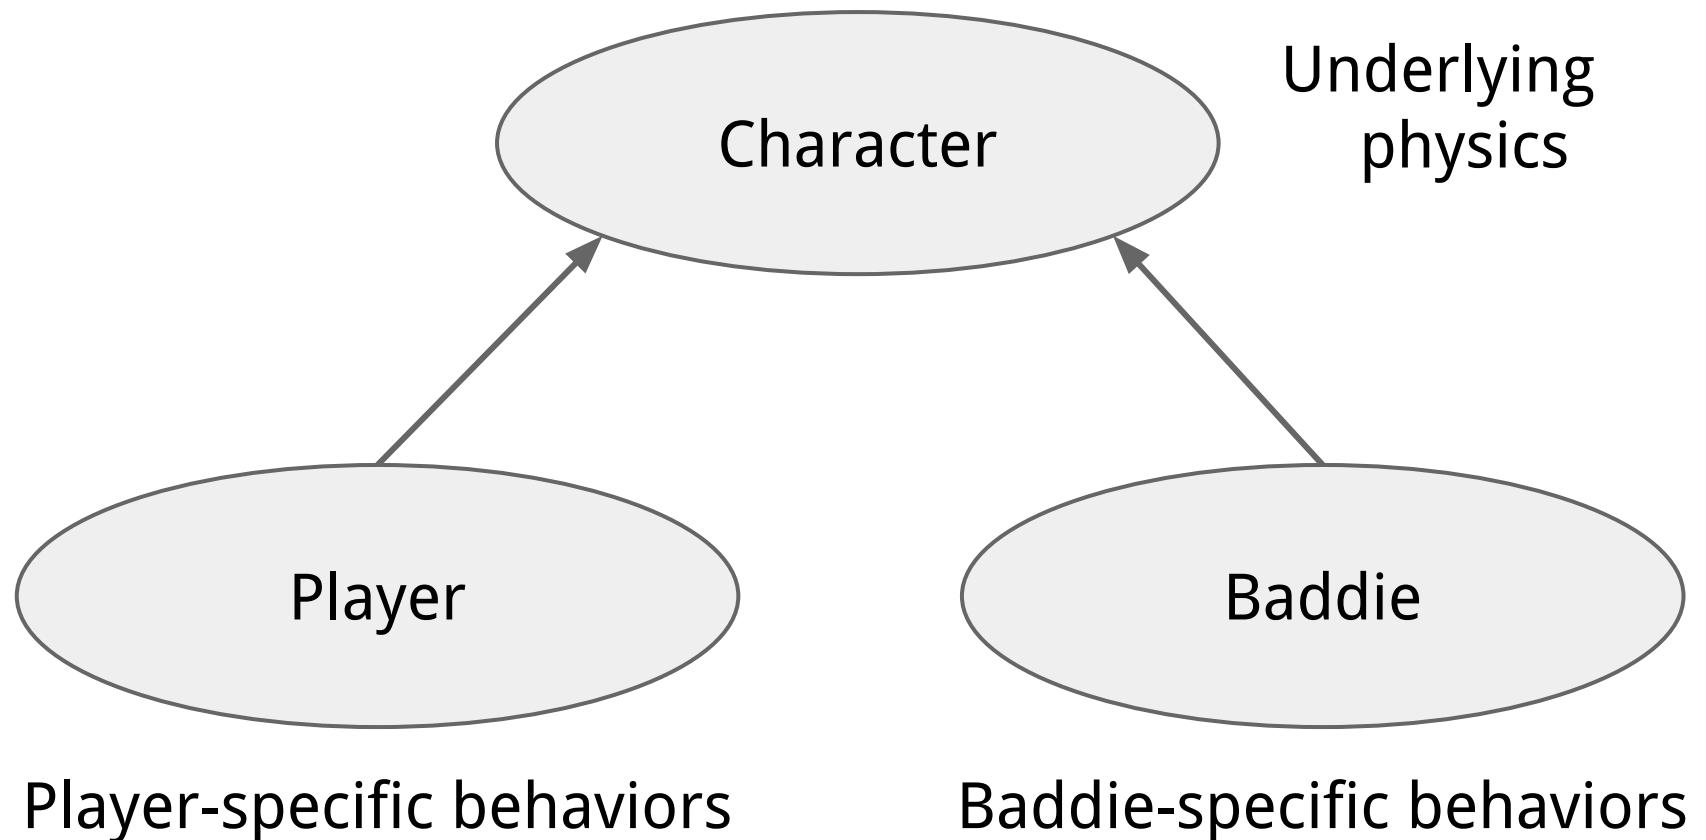 Character
Underlying
physics
Player
Baddie
Player-specific behaviors
Baddie-specific behaviors